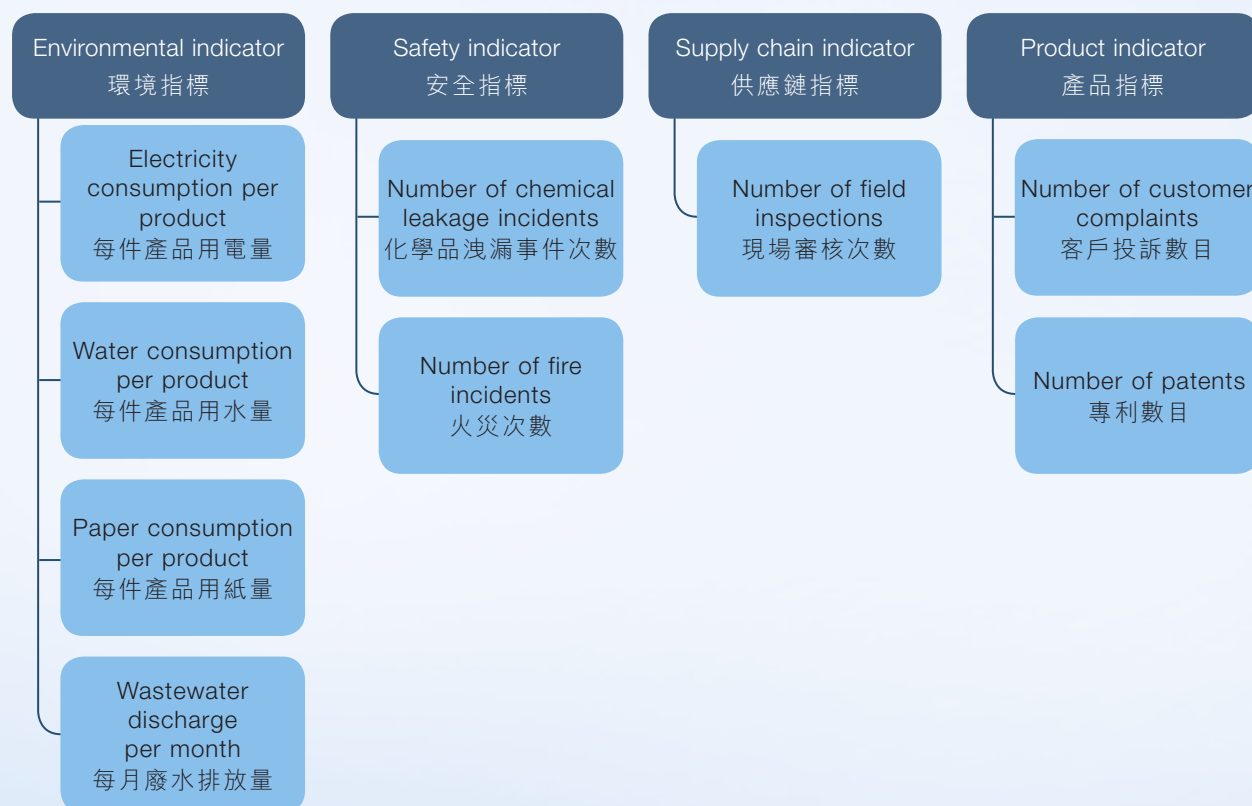 Environmental indicator
環境指標
Electricity
consumption per
product
每件產品用電量
Water consumption
per product
每件產品用水量
Paper consumption
per product
每件產品用紙量
Wastewater
discharge
per month
每月廢水排放量
Safety indicator
安全指標
Number of chemical
leakage incidents
化學品洩漏事件次數
Number of fire
incidents
火災次數
Supply chain indicator
供應鏈指標
Number of field
inspections
現場審核次數
Product indicator
產品指標
Number of customer
complaints
客戶投訴數目
Number of patents
專利數目